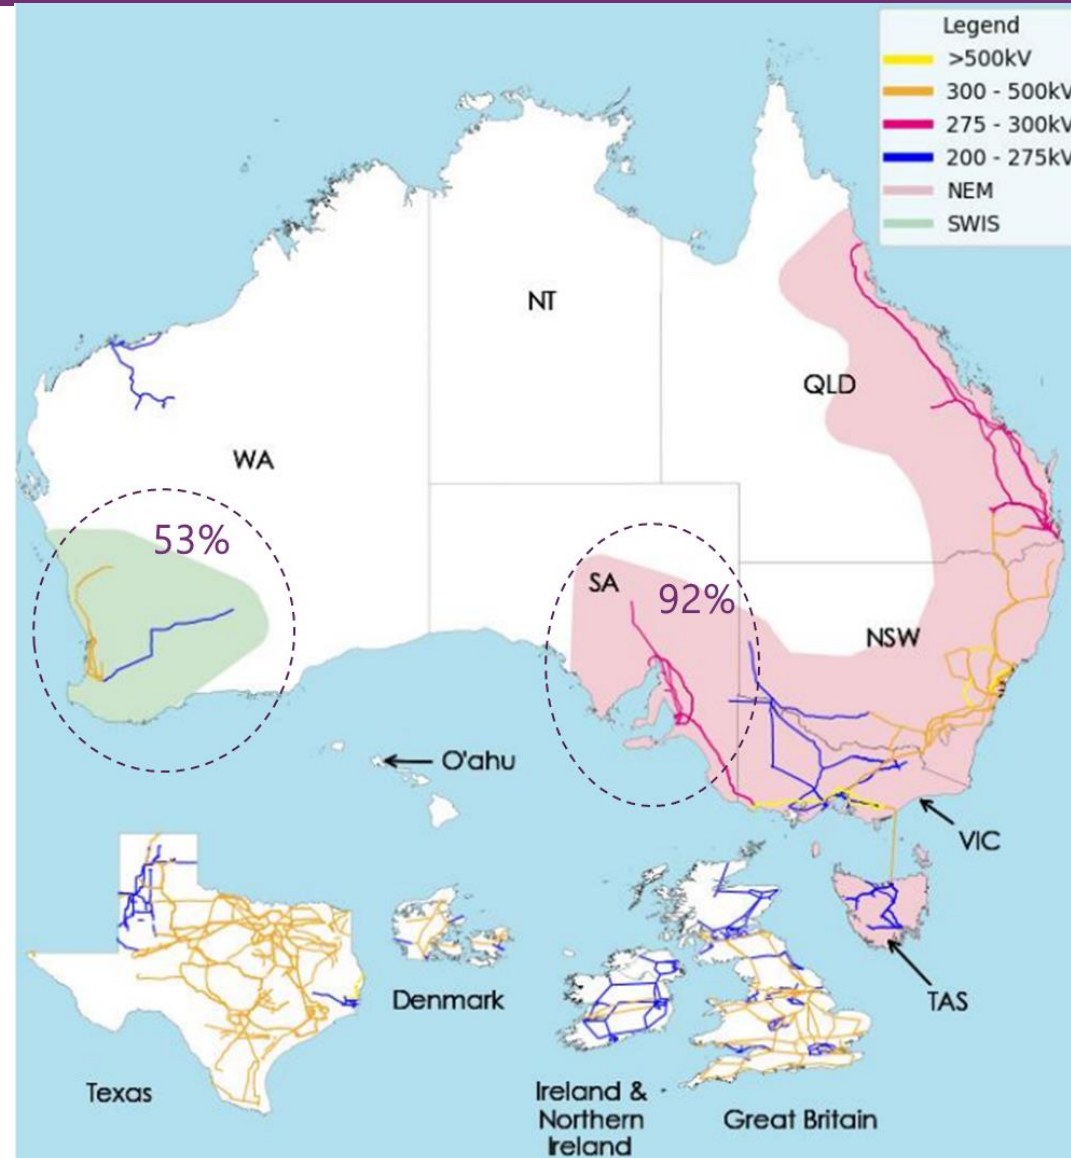 Legend
>500kV
300 - 500kV
275 - 300kV
200 - 275kV
NEM
SWIS
NT
QLD
WA
53%
SA
92%
NSW
O'ahu
VIC
TAS
Denmark
Texas
Ireland &
Northern
Ireland
Great Britain